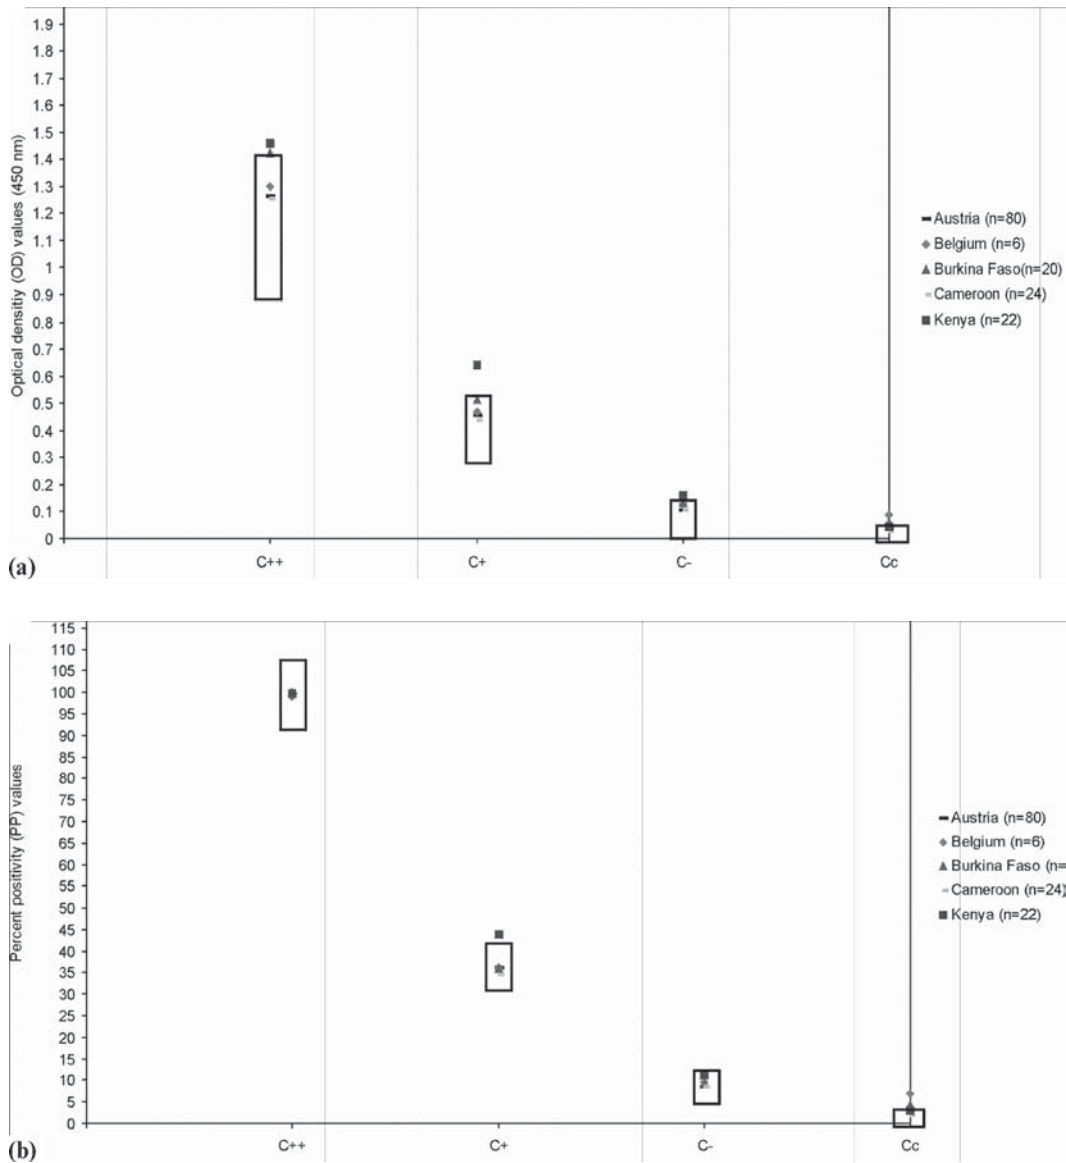 1.9
1.8
1.7
1.6
1.5
1.4
1.3
1.2
1.1
1
0.9
0.8
0.7
0.6
0.5
0.4
0.3
0.2
0.1
0
Optical densitiy (OD) values (450 nm)
Austria (n=80)
Belgium (n=6)
Burkina Faso(n=20)
Cameroon (n=24)
Kenya (n=22)
C++ C+ C- Cc
(a)
115
110
105
100
95
90
85
80
75
70
65
60
55
50
45
40
35
30
25
20
15
10
5
0
Percent positivity (PP) values
Austria (n=80)
Belgium (n=6)
Burkina Faso (n=
Cameroon (n=24)
Kenya (n=22)
C++ C+ C- Cc
(b)